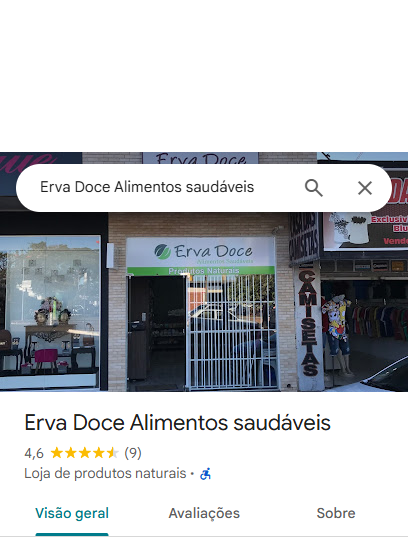 Erva Doce
Erva Doce Alimentos saudáveis
Exclusiv
Blu
Vende
Erva Doce
Alimentos Saudáveis
Produtos Naturais
CAMISETAS
Erva Doce Alimentos saudáveis
4,6 (9)
Loja de produtos naturais ·
Visão geral
Avaliações
Sobre